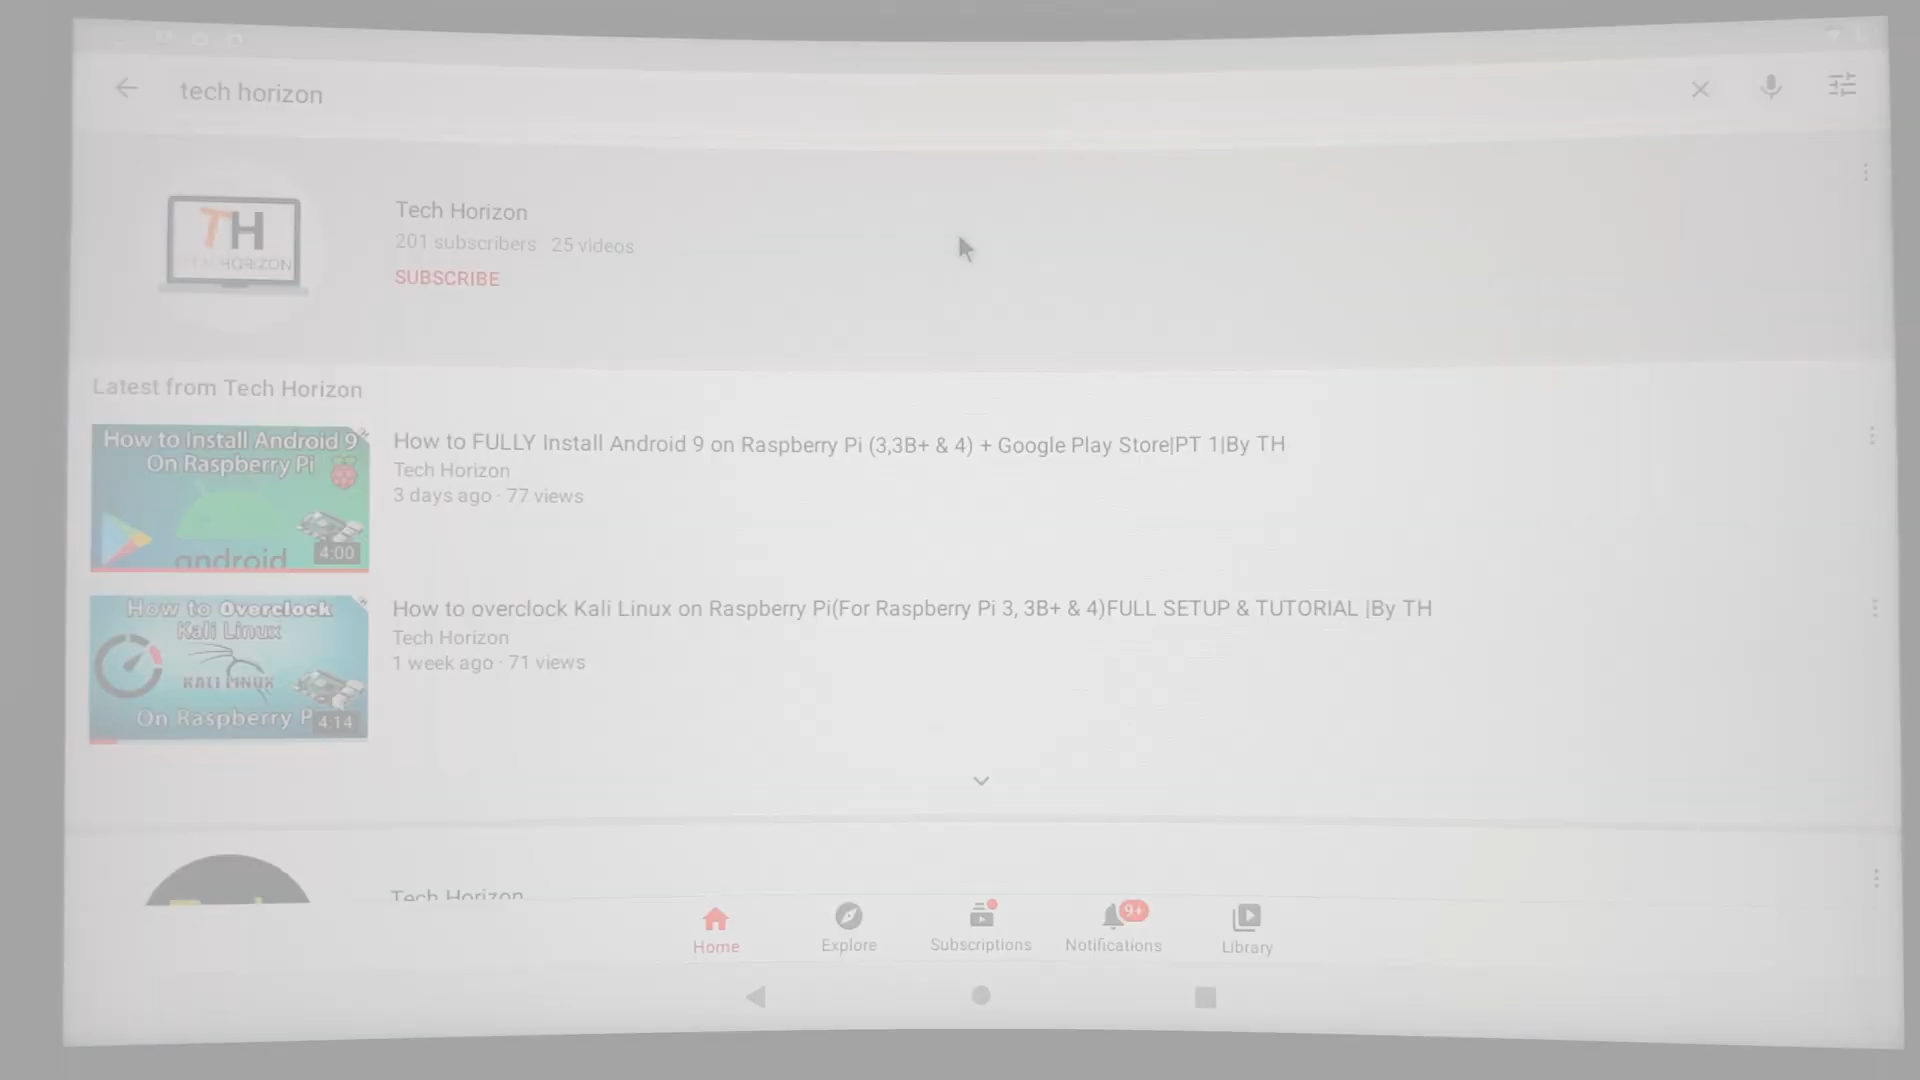 tech horizon
TH
TECH HORIZON
Tech Horizon
201 subscribers 25 videos
SUBSCRIBE
Latest from Tech Horizon
How to Install Android 9
On Raspberry Pi
android
4:00
How to FULLY Install Android 9 on Raspberry Pi (3,3B+ & 4) + Google Play Store|PT 1|By TH
Tech Horizon
3 days ago · 77 views
How to Overclock
Kali Linux
KALI LINUX
On Raspberry P
4:14
How to overclock Kali Linux on Raspberry Pi(For Raspberry Pi 3, 3B+ & 4)FULL SETUP & TUTORIAL |By TH
Tech Horizon
1 week ago · 71 views
Tech Horizon
9+
Home
Explore
Subscriptions
Notifications
Library